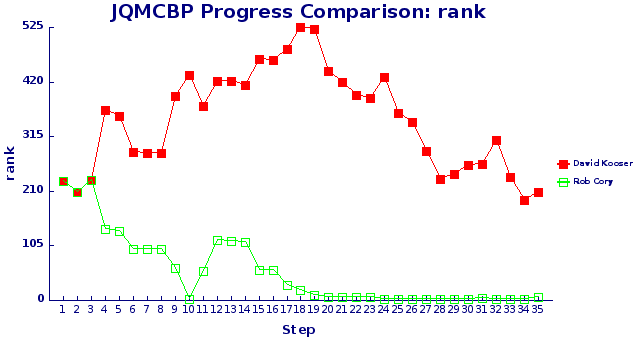 JQMCBP Progress Comparison: rank
525
420
315
210
105
0
rank
1 2 3 4 5 6 7 8 9 10 11 12 13 14 15 16 17 18 19 20 21 22 23 24 25 26 27 28 29 30 31 32 33 34 35
Step
David Kooser
Rob Cory